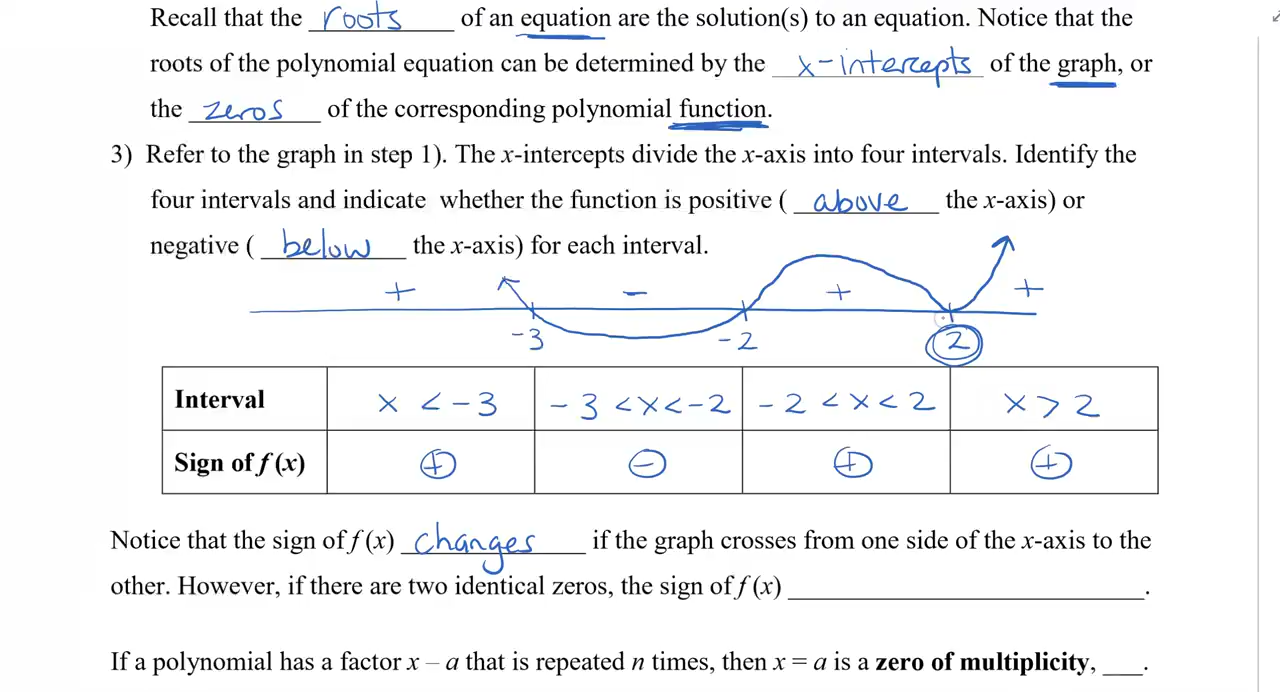 Recall that the roots of an equation are the solution(s) to an equation. Notice that the
roots of the polynomial equation can be determined by the x-intercepts of the graph, or
the zeros of the corresponding polynomial function.
3) Refer to the graph in step 1). The x-intercepts divide the x-axis into four intervals. Identify the
four intervals and indicate whether the function is positive ( above the x-axis) or
negative ( below the x-axis) for each interval.
+ − + +
-3 -2 2
Interval x < -3 -3 < x < -2 -2 < x < 2 x > 2
Sign of f (x) + − + +
Notice that the sign of f (x) changes if the graph crosses from one side of the x-axis to the
other. However, if there are two identical zeros, the sign of f (x) ______________.
If a polynomial has a factor x – a that is repeated n times, then x = a is a zero of multiplicity, ___.